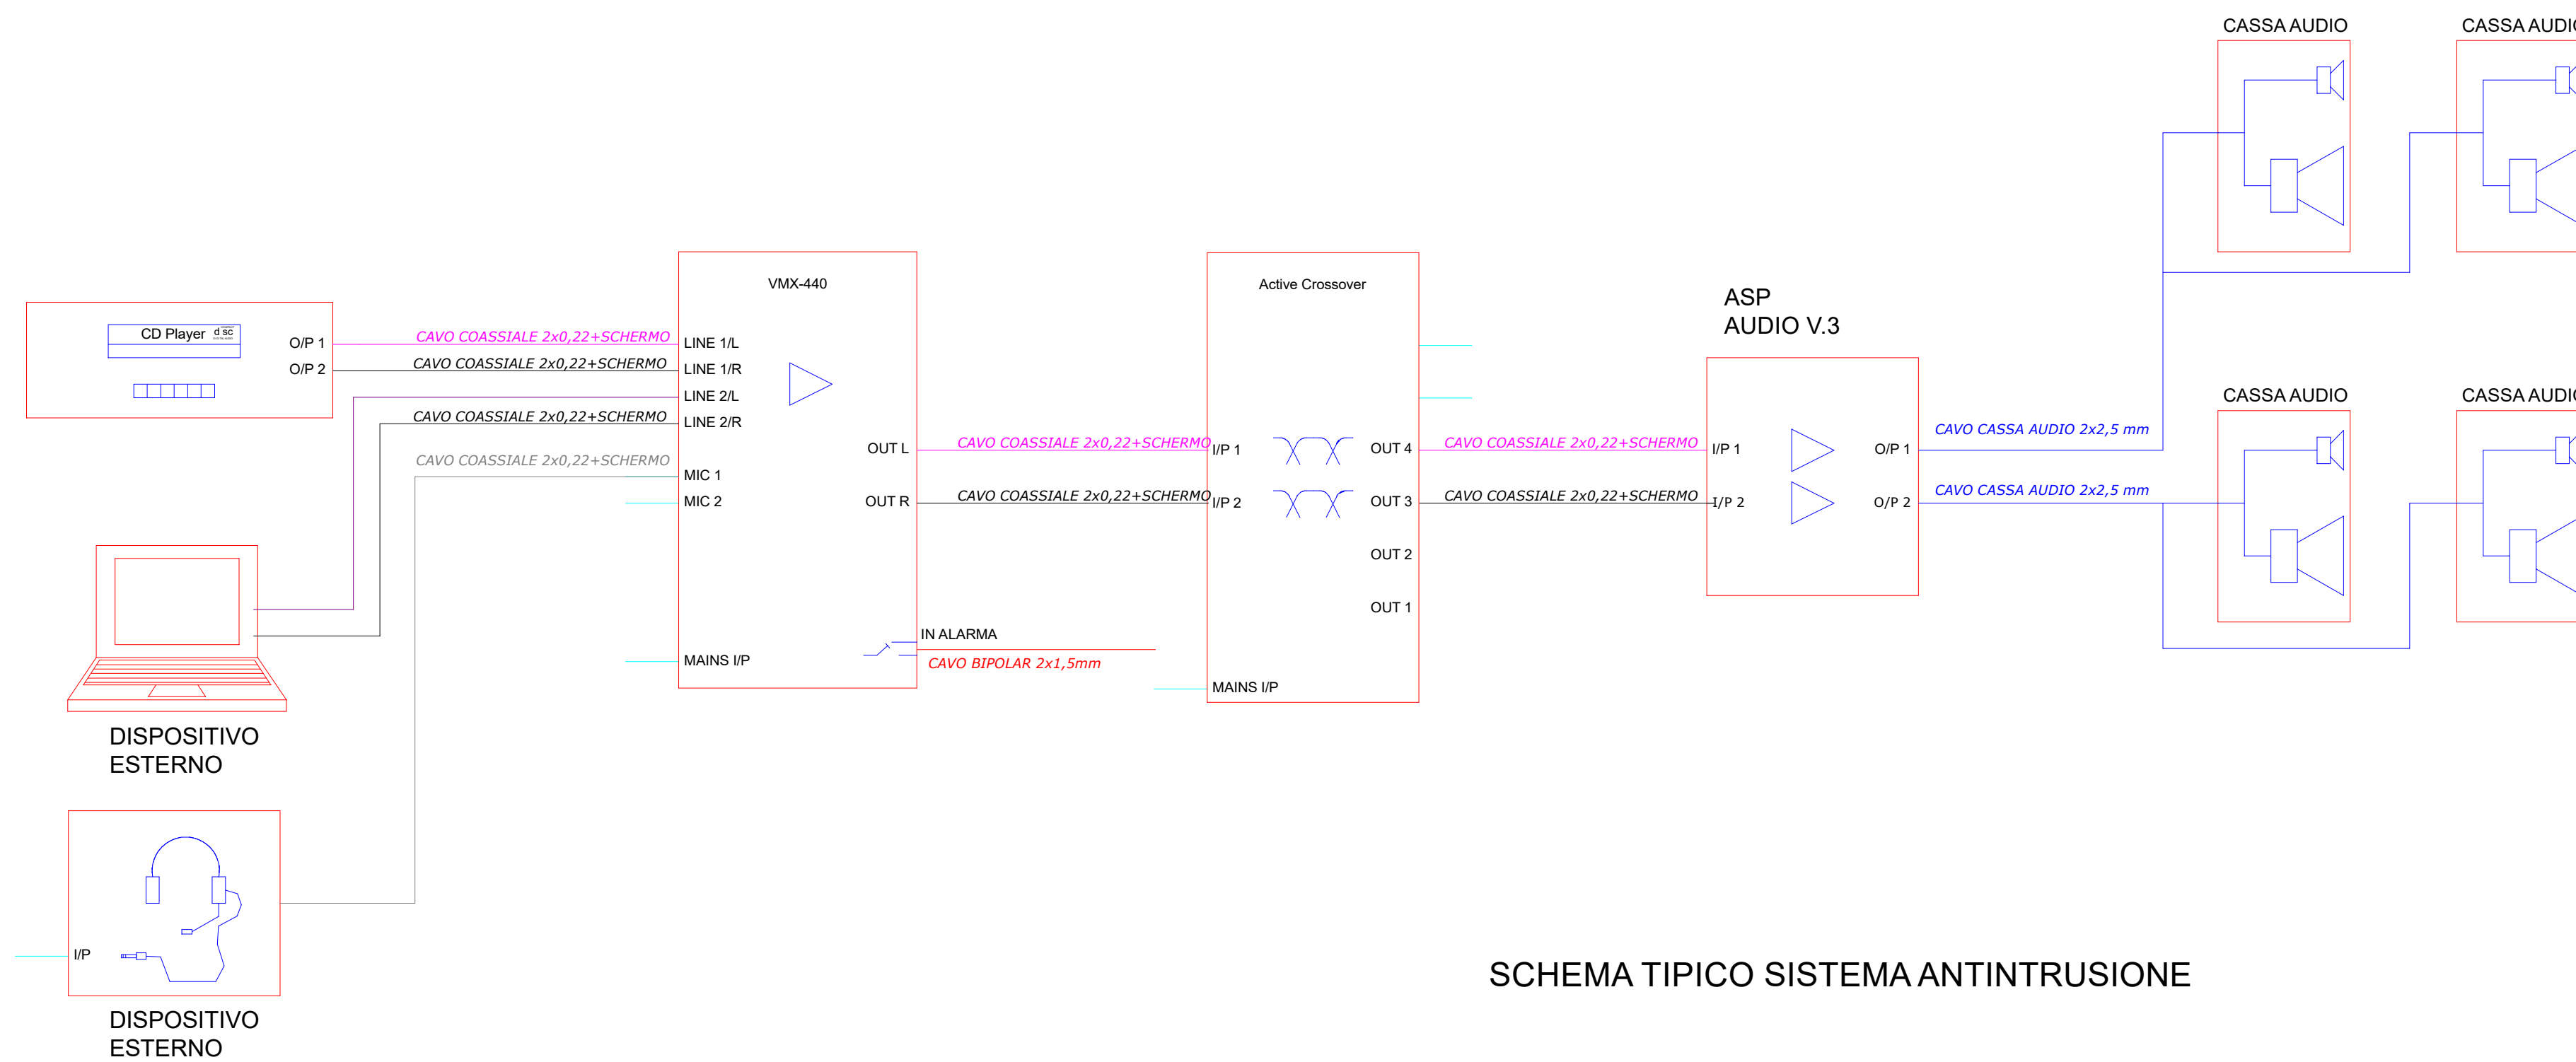 CASSA AUDIO
CASSA AUDIO
VMX-440
Active Crossover
ASP
AUDIO V.3
CD Player
disc
O/P 1
O/P 2
CAVO COASSIALE 2x0,22+SCHERMO
CAVO COASSIALE 2x0,22+SCHERMO
CAVO COASSIALE 2x0,22+SCHERMO
CAVO COASSIALE 2x0,22+SCHERMO
LINE 1/L
LINE 1/R
LINE 2/L
LINE 2/R
MIC 1
MIC 2
MAINS I/P
OUT L
OUT R
IN ALARMA
CAVO BIPOLAR 2x1,5mm
CAVO COASSIALE 2x0,22+SCHERMO
CAVO COASSIALE 2x0,22+SCHERMO
I/P 1
I/P 2
MAINS I/P
OUT 4
OUT 3
OUT 2
OUT 1
CAVO COASSIALE 2x0,22+SCHERMO
CAVO COASSIALE 2x0,22+SCHERMO
I/P 1
I/P 2
O/P 1
O/P 2
CAVO CASSA AUDIO 2x2,5 mm
CAVO CASSA AUDIO 2x2,5 mm
CASSA AUDIO
CASSA AUDIO
DISPOSITIVO
ESTERNO
I/P
DISPOSITIVO
ESTERNO
SCHEMA TIPICO SISTEMA ANTINTRUSIONE